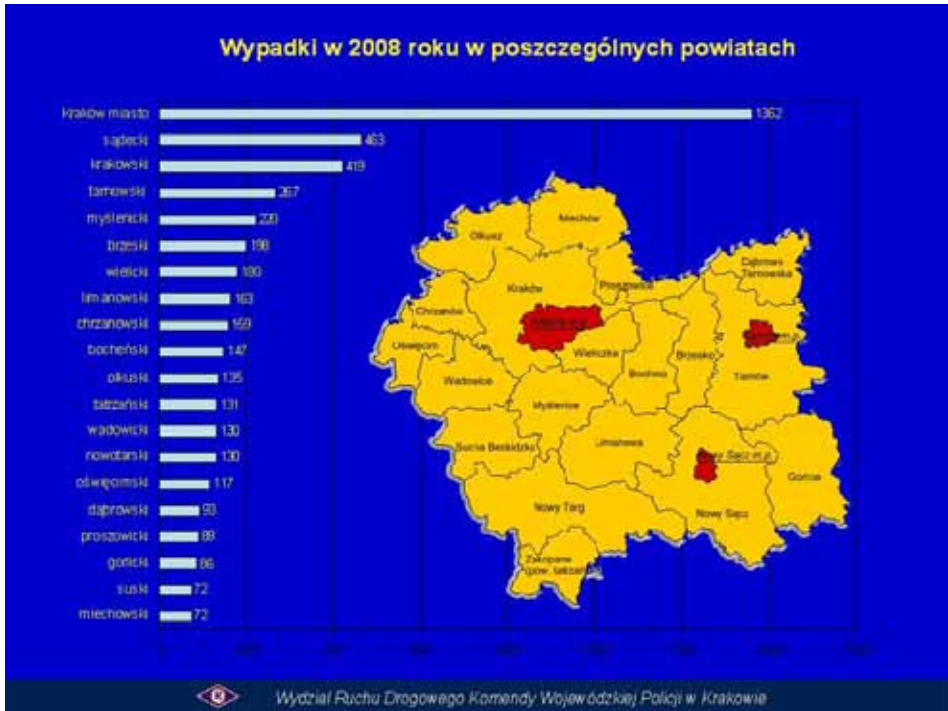 Wypadki w 2008 roku w poszczególnych powiatach
kraków miasto 1362
sądecki 463
krakowski 419
tarnowski 267
myślenicki 220
brzeski 198
wielicki 180
limanowski 163
chrzanowski 159
bocheński 147
olkuski 135
tatrzański 131
wadowicki 130
nowotarski 130
oświęcimski 117
dąbrowski 93
proszowicki 89
gorlicki 86
suski 72
miechowski 72
Miechów
Olkusz
Dąbrowa
Tarnowska
Proszowice
Kraków
Chrzanów
Oświęcim
Wieliczka
Brzesko
Bochnia
Tarnów
Wadowice
Myślenice
Limanowa
Sucha Beskidzka
Nowy Sącz m.p.
Gorlice
Nowy Targ
Nowy Sącz
Zakopane
(pow. tatrzański)
Wydział Ruchu Drogowego Komendy Wojewódzkiej Policji w Krakowie